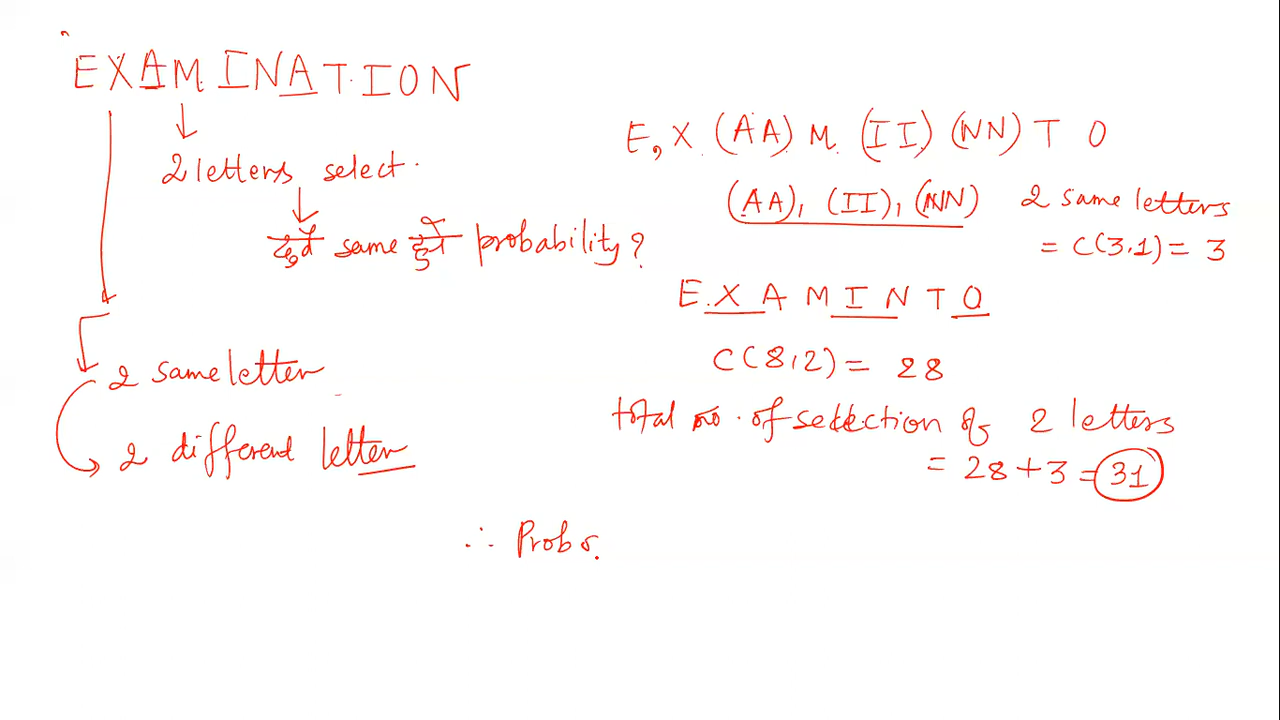 EXAMINATION
2 letters select.
दुवै same हुने probability?
2 same letter
2 different letter
E, X (AA) M (II) (NN) T O
(AA), (II), (NN) 2 same letters
= C(3,1) = 3
E X A M I N T O
C(8,2) = 28
total no. of selection of 2 letters
= 28 + 3 = 31
∴ Prob